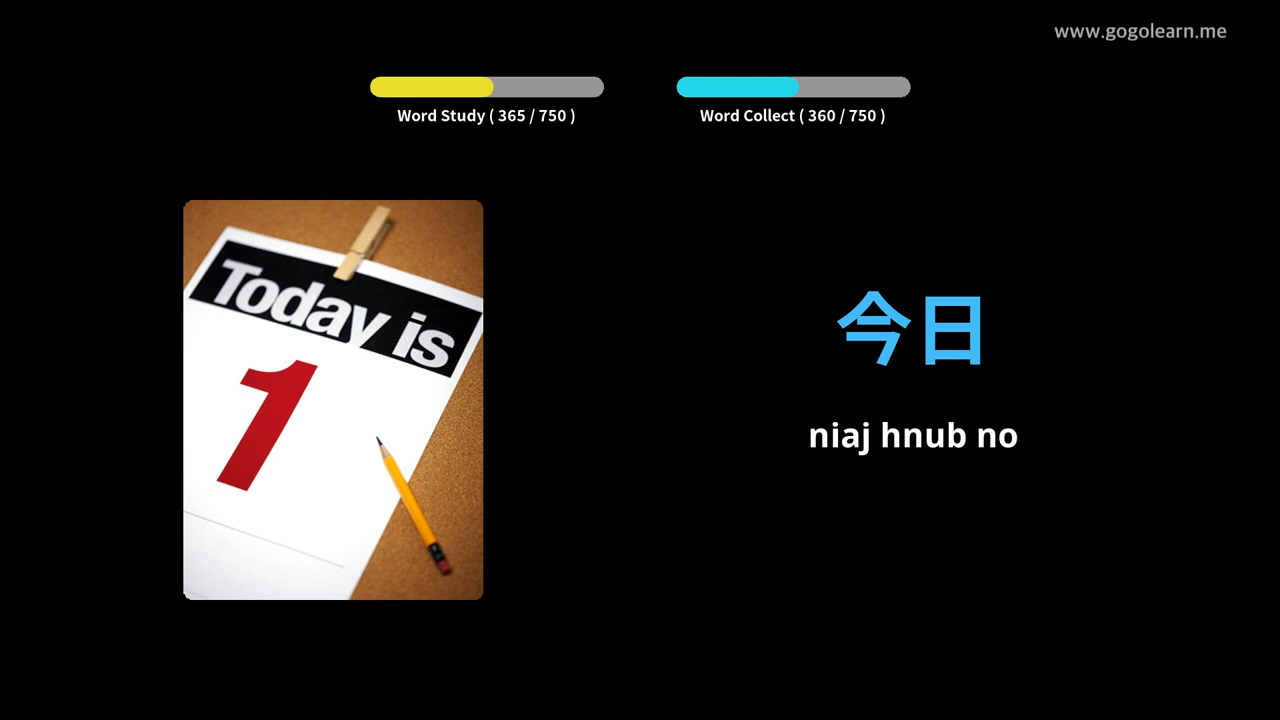 www.gogolearn.me
Word Study ( 365 / 750 )
Word Collect ( 360 / 750 )
Today is
1
今日
niaj hnub no